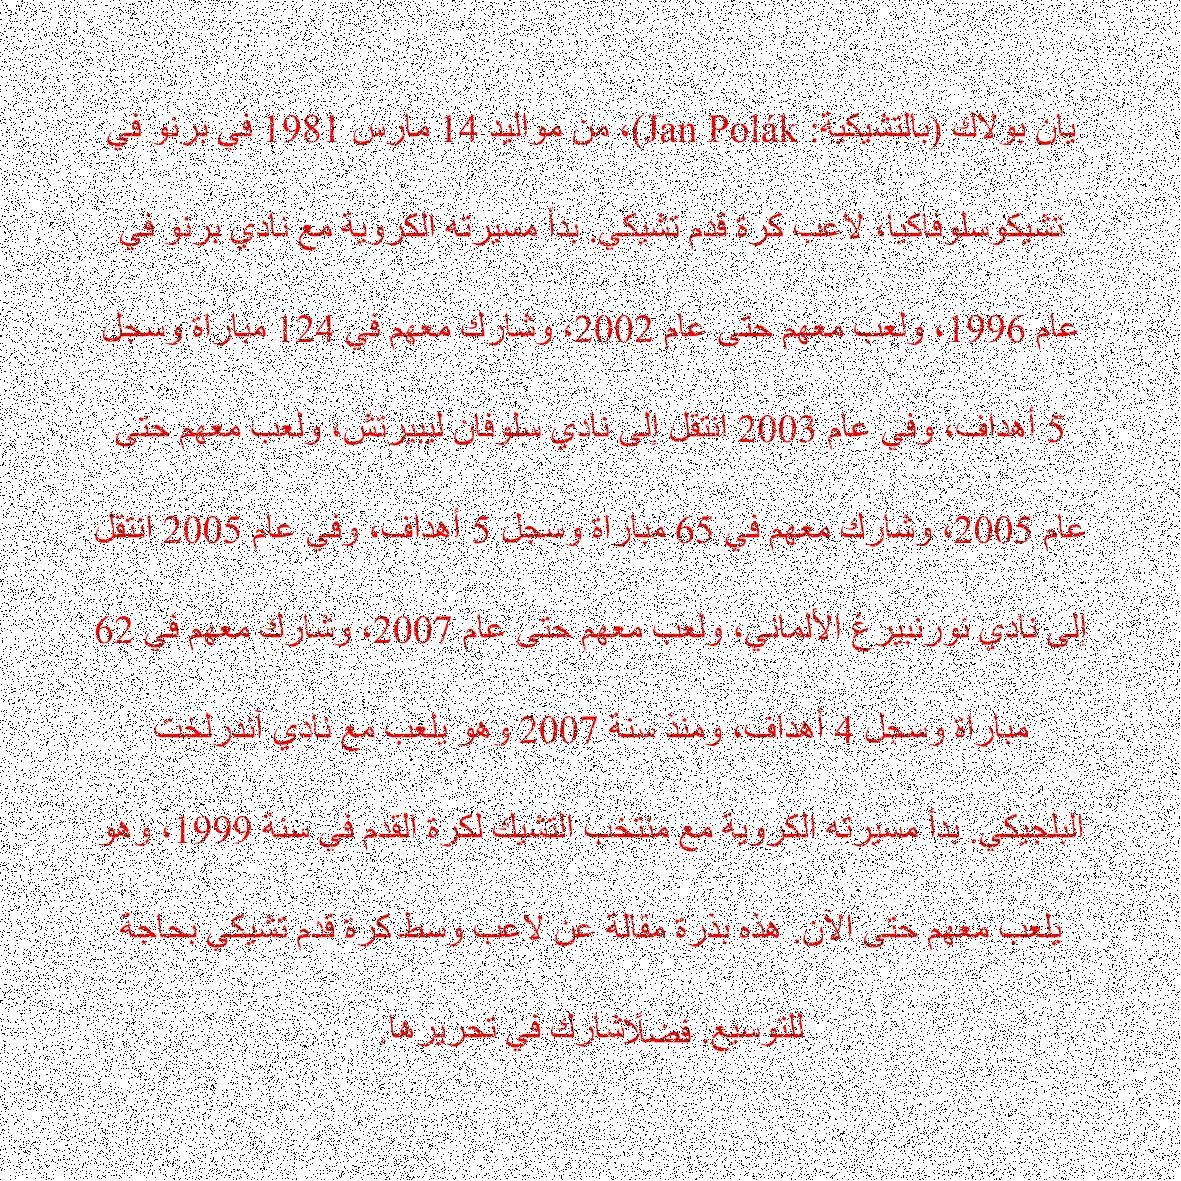 يان بولاك (بالتشيكية: Jan Polák)، من مواليد 14 مارس 1981 في برنو في
تشيكوسلوفاكيا، لاعب كرة قدم تشيكي. بدأ مسيرته الكروية مع نادي برنو في
عام 1996، ولعب معهم حتى عام 2002، وشارك معهم في 124 مباراة وسجل
5 أهداف، وفي عام 2003 انتقل إلى نادي سلوفان ليبيرتش، ولعب معهم حتى
عام 2005، وشارك معهم في 65 مباراة وسجل 5 أهداف، وفي عام 2005 انتقل
إلى نادي نورنبيرغ الألماني، ولعب معهم حتى عام 2007، وشارك معهم في 62
مباراة وسجل 4 أهداف، ومنذ سنة 2007 وهو يلعب مع نادي أندرلخت
البلجيكي. بدأ مسيرته الكروية مع منتخب التشيك لكرة القدم في سنة 1999، وهو
يلعب معهم حتى الآن. هذه بذرة مقالة عن لاعب وسط كرة قدم تشيكي بحاجة
للتوسيع. فضلًاشارك في تحريرها.